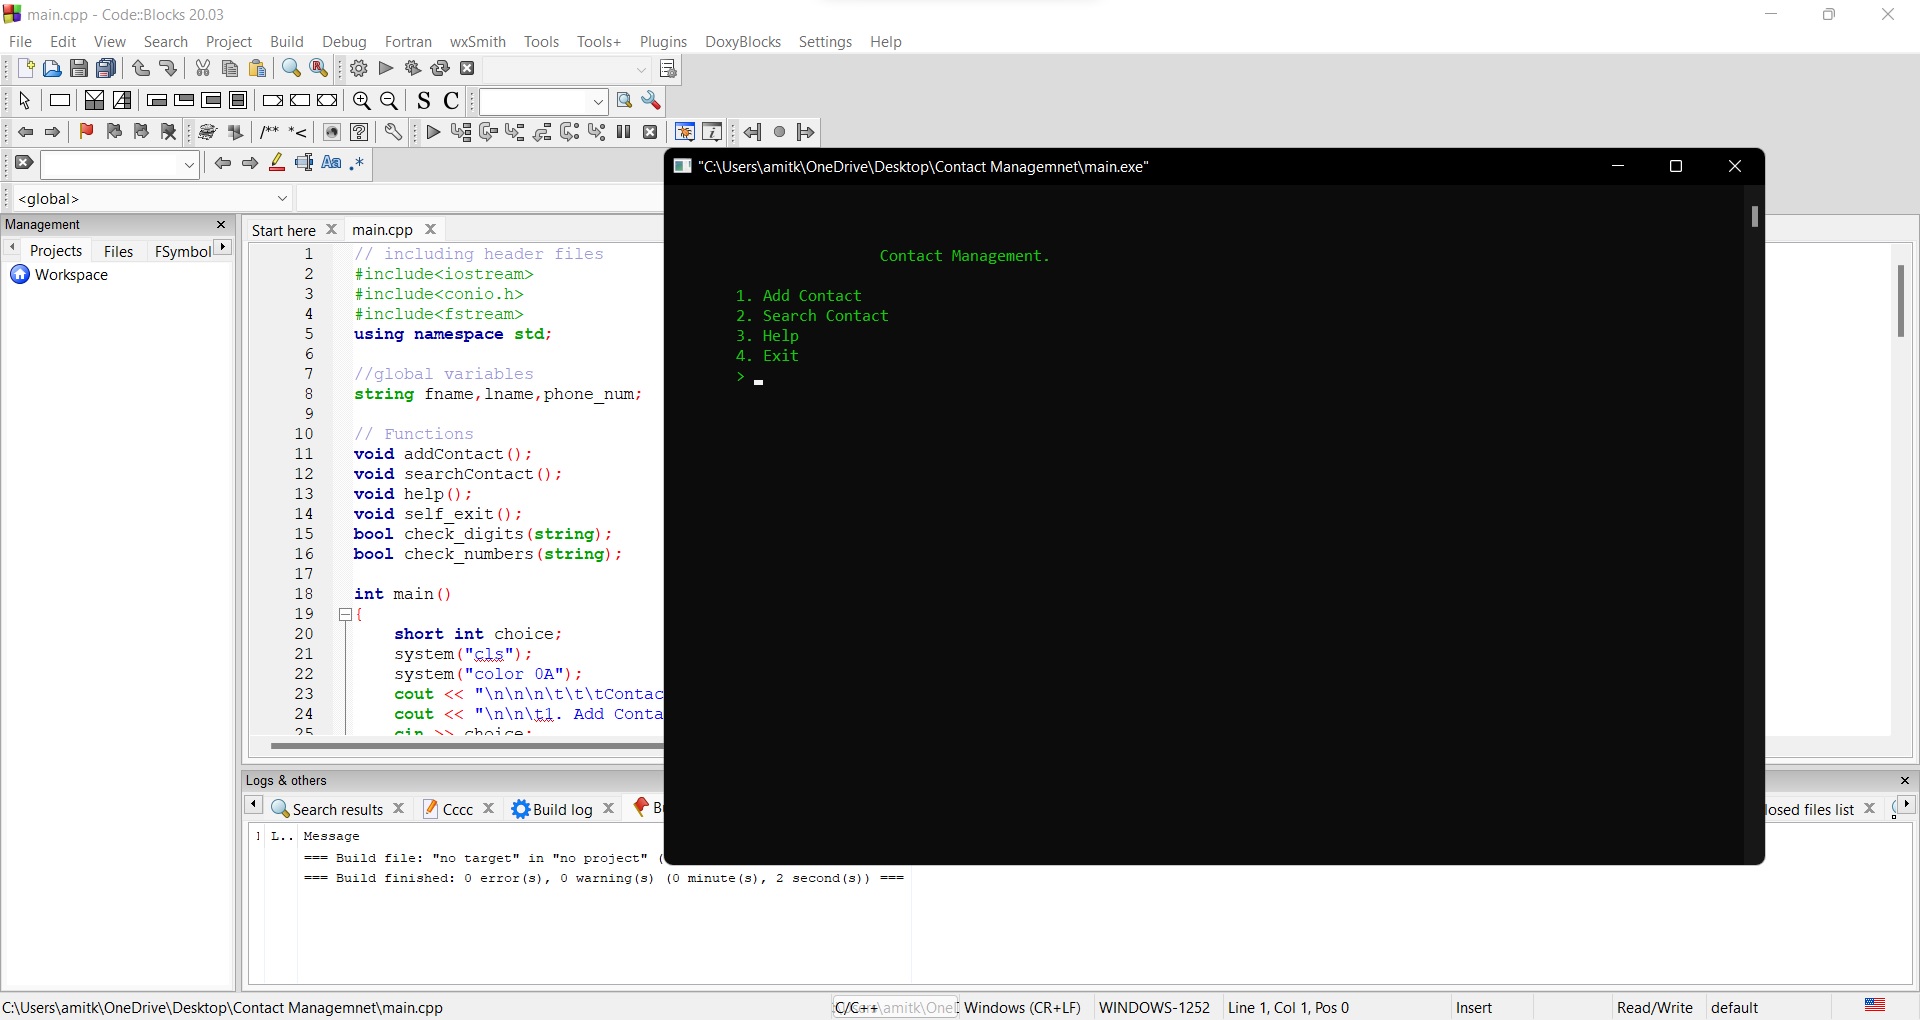 main.cpp - Code::Blocks 20.03
File Edit View Search Project Build Debug Fortran wxSmith Tools Tools+ Plugins DoxyBlocks Settings Help
S C
/** *<
Aa .*
<global>
Management
Projects Files FSymbol
Workspace
Start here main.cpp
1 // including header files
2 #include<iostream>
3 #include<conio.h>
4 #include<fstream>
5 using namespace std;
6
7 //global variables
8 string fname,lname,phone_num;
9
10 // Functions
11 void addContact();
12 void searchContact();
13 void help();
14 void self_exit();
15 bool check_digits(string);
16 bool check_numbers(string);
17
18 int main()
19 {
20 short int choice;
21 system("cls");
22 system("color 0A");
23 cout << "\n\n\n\t\t\tContac
24 cout << "\n\n\t1. Add Conta
25 cin >> choice;
"C:\Users\amitk\OneDrive\Desktop\Contact Managemnet\main.exe"
Contact Management.
1. Add Contact
2. Search Contact
3. Help
4. Exit
>
Logs & others
Search results Cccc Build log B
losed files list
L.. Message
=== Build file: "no target" in "no project" (
=== Build finished: 0 error(s), 0 warning(s) (0 minute(s), 2 second(s)) ===
C:\Users\amitk\OneDrive\Desktop\Contact Managemnet\main.cpp C/C++ Windows (CR+LF) WINDOWS-1252 Line 1, Col 1, Pos 0 Insert Read/Write default